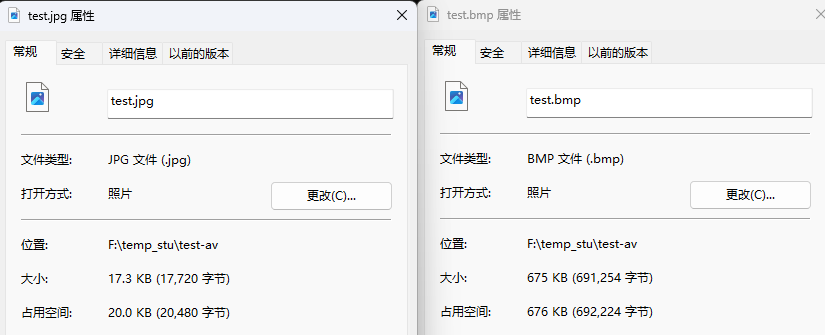 test.jpg 属性
常规 安全 详细信息 以前的版本
test.jpg
文件类型: JPG 文件 (.jpg)
打开方式: 照片 更改(C)...
位置: F:\temp_stu\test-av
大小: 17.3 KB (17,720 字节)
占用空间: 20.0 KB (20,480 字节)
test.bmp 属性
常规 安全 详细信息 以前的版本
test.bmp
文件类型: BMP 文件 (.bmp)
打开方式: 照片 更改(C)...
位置: F:\temp_stu\test-av
大小: 675 KB (691,254 字节)
占用空间: 676 KB (692,224 字节)